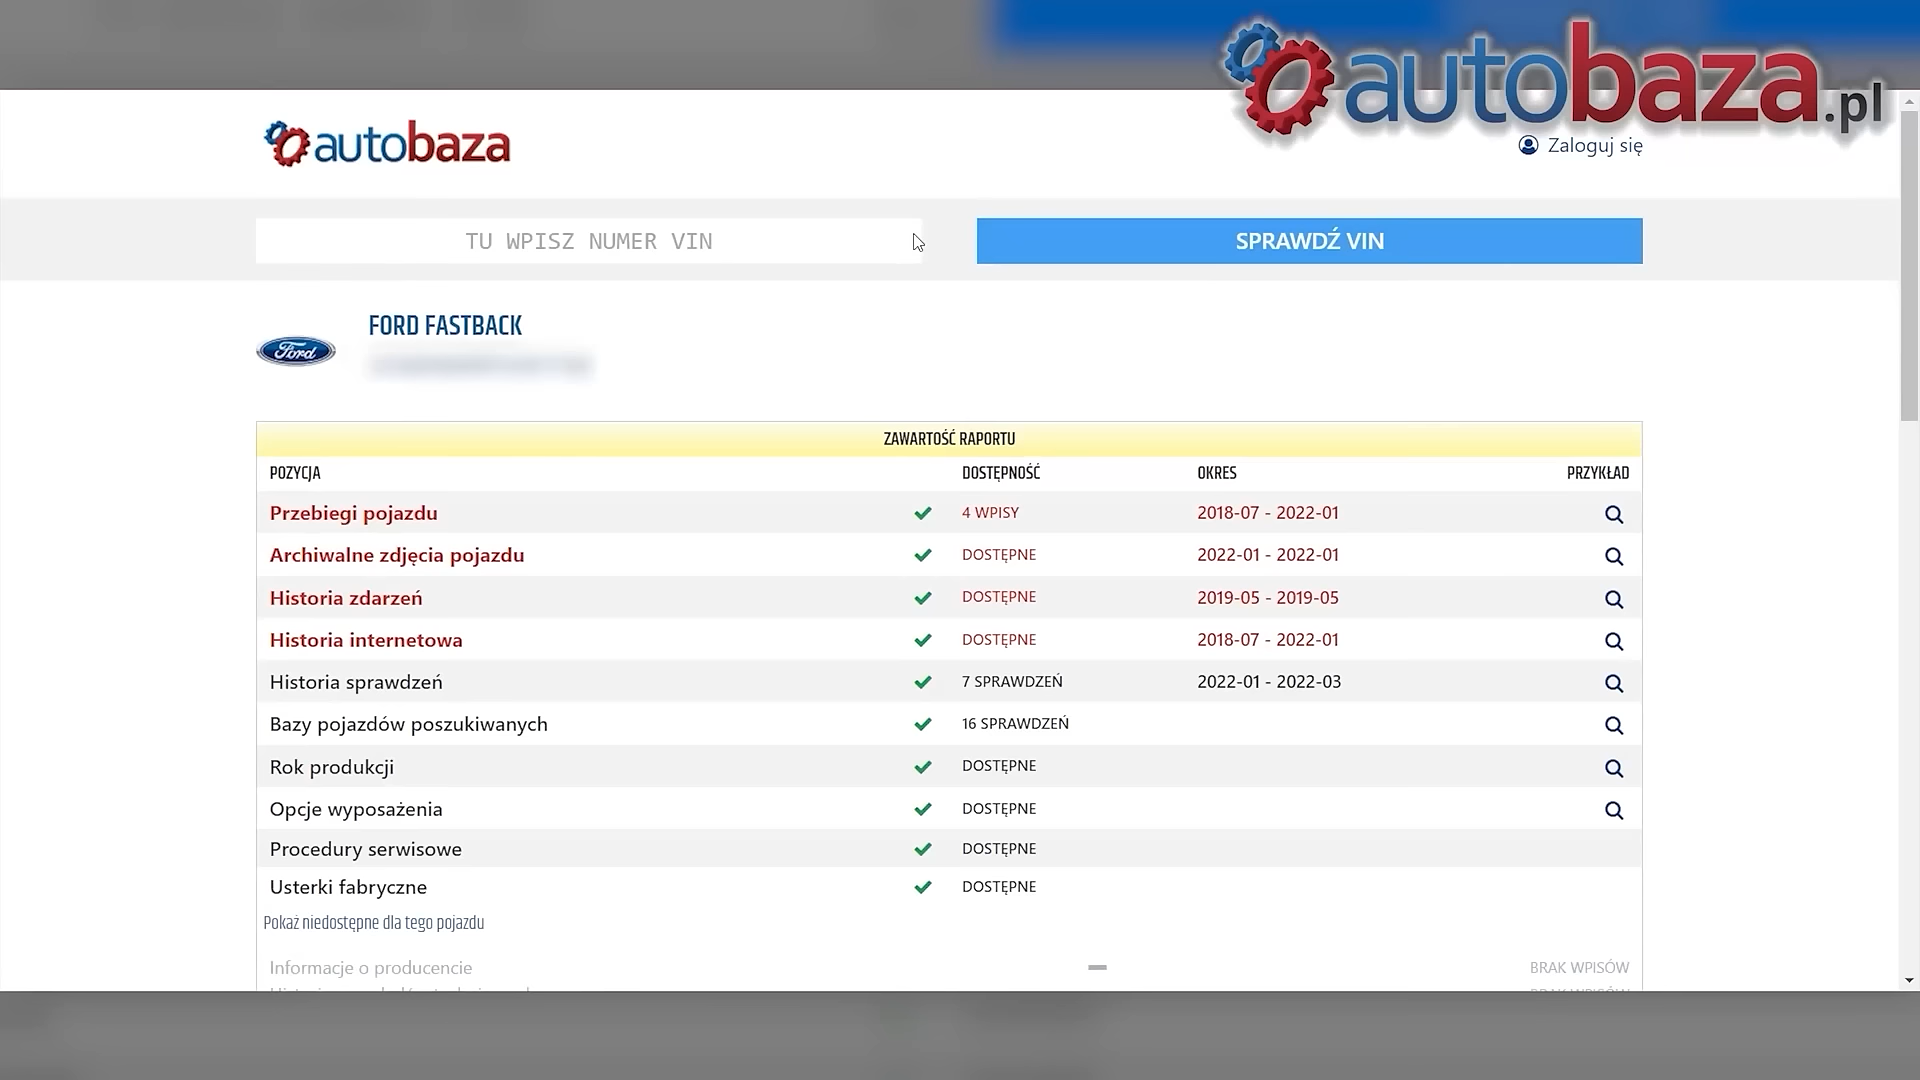 autobaza.pl
autobaza
Zaloguj się
TU WPISZ NUMER VIN
SPRAWDŹ VIN
Ford
FORD FASTBACK
ZAWARTOŚĆ RAPORTU
POZYCJA DOSTĘPNOŚĆ OKRES PRZYKŁAD
Przebiegi pojazdu 4 WPISY 2018-07 - 2022-01
Archiwalne zdjęcia pojazdu DOSTĘPNE 2022-01 - 2022-01
Historia zdarzeń DOSTĘPNE 2019-05 - 2019-05
Historia internetowa DOSTĘPNE 2018-07 - 2022-01
Historia sprawdzeń 7 SPRAWDZEŃ 2022-01 - 2022-03
Bazy pojazdów poszukiwanych 16 SPRAWDZEŃ
Rok produkcji DOSTĘPNE
Opcje wyposażenia DOSTĘPNE
Procedury serwisowe DOSTĘPNE
Usterki fabryczne DOSTĘPNE
Pokaż niedostępne dla tego pojazdu
Informacje o producencie BRAK WPISÓW